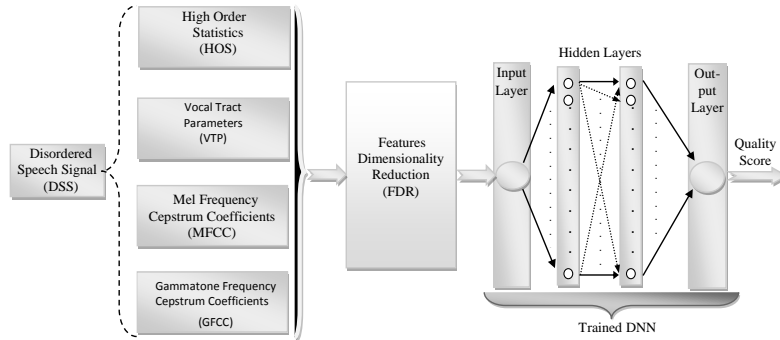 Disordered
Speech Signal
(DSS)
High Order
Statistics
(HOS)
Vocal Tract
Parameters
(VTP)
Mel Frequency
Cepstrum Coefficients
(MFCC)
Gammatone Frequency
Cepstrum Coefficients
(GFCC)
Features
Dimensionality
Reduction
(FDR)
Input
Layer
Hidden Layers
Out-
put
Layer
Quality
Score
Trained DNN